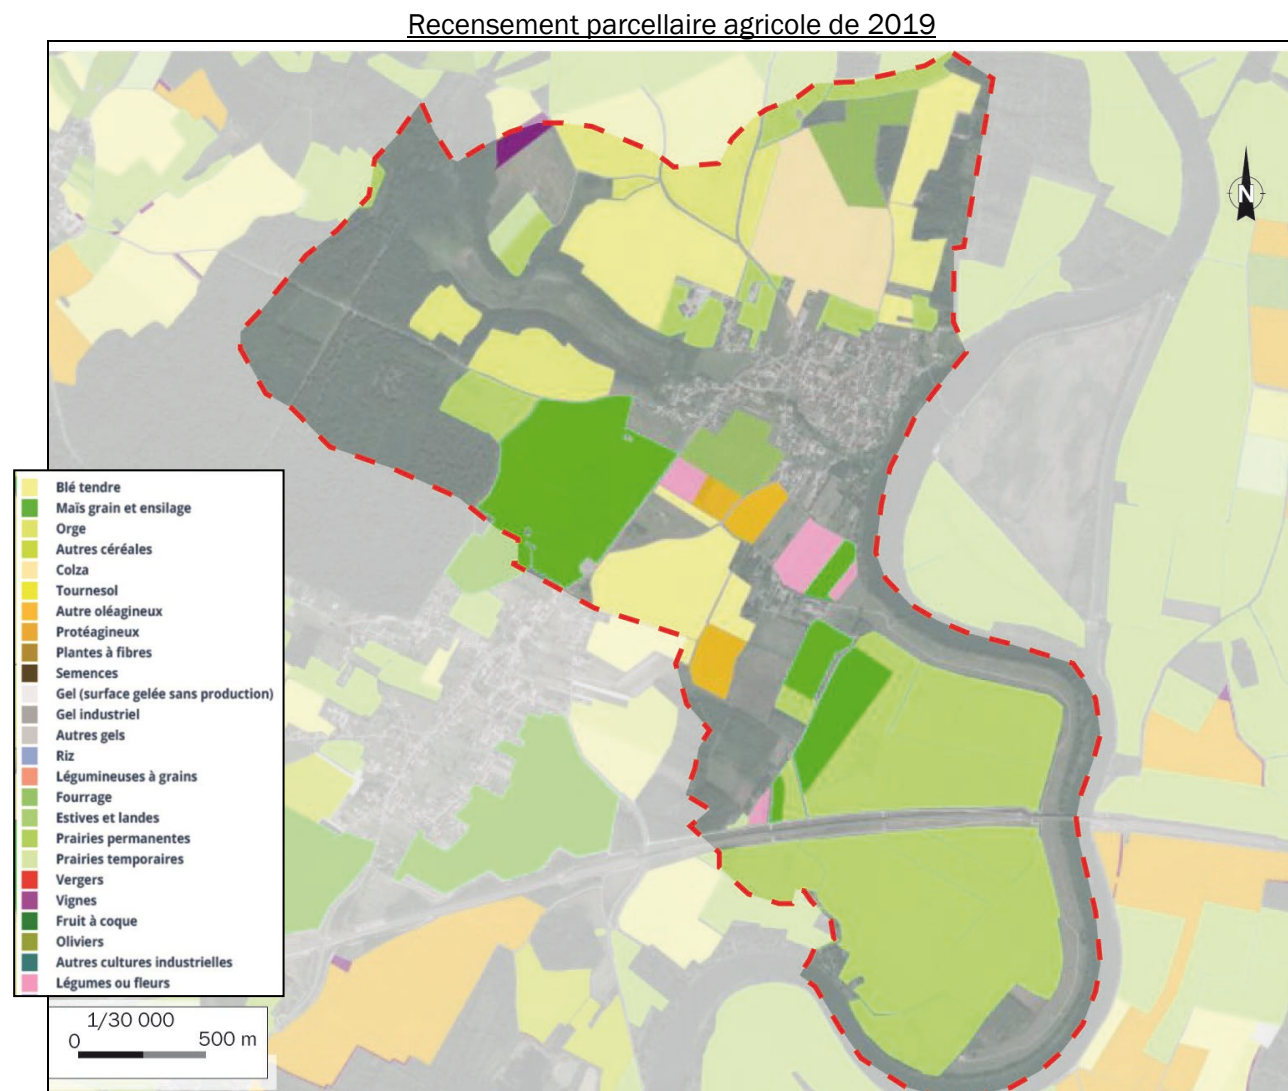 Recensement parcellaire agricole de 2019
N
Blé tendre
Maïs grain et ensilage
Orge
Autres céréales
Colza
Tournesol
Autre oléagineux
Protéagineux
Plantes à fibres
Semences
Gel (surface gelée sans production)
Gel industriel
Autres gels
Riz
Légumineuses à grains
Fourrage
Estives et landes
Prairies permanentes
Prairies temporaires
Vergers
Vignes
Fruit à coque
Oliviers
Autres cultures industrielles
Légumes ou fleurs
1/30 000
0 500 m